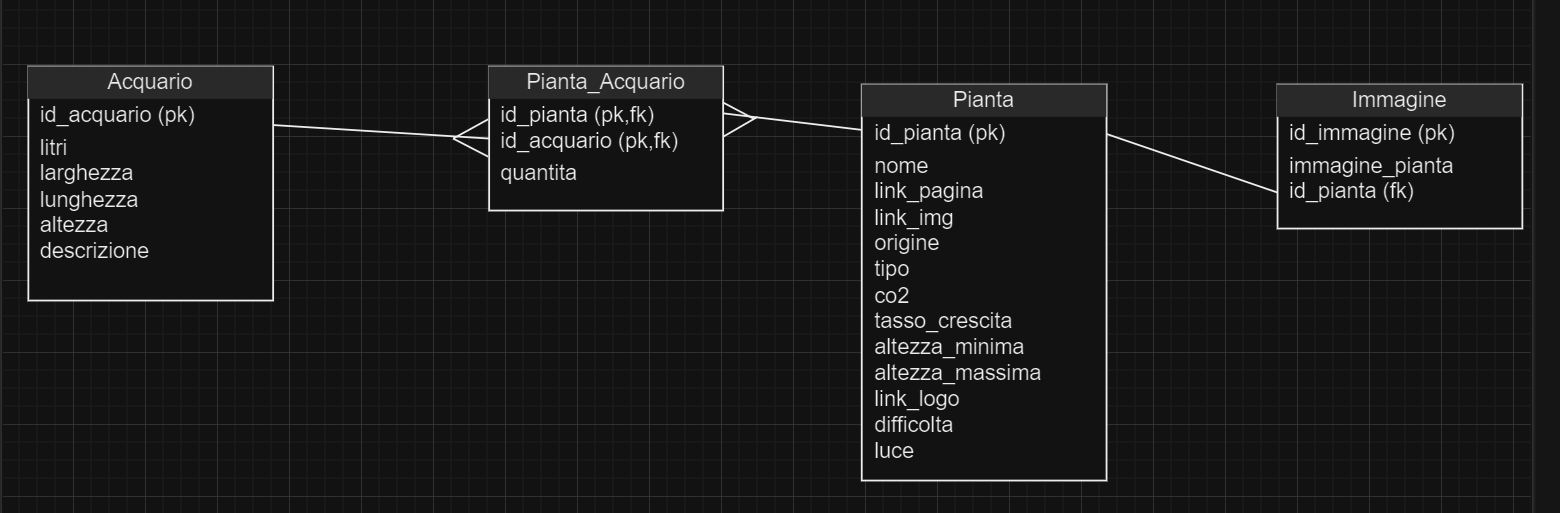 Acquario
id_acquario (pk)
litri
larghezza
lunghezza
altezza
descrizione
Pianta_Acquario
id_pianta (pk,fk)
id_acquario (pk,fk)
quantita
Pianta
id_pianta (pk)
nome
link_pagina
link_img
origine
tipo
co2
tasso_crescita
altezza_minima
altezza_massima
link_logo
difficolta
luce
Immagine
id_immagine (pk)
immagine_pianta
id_pianta (fk)